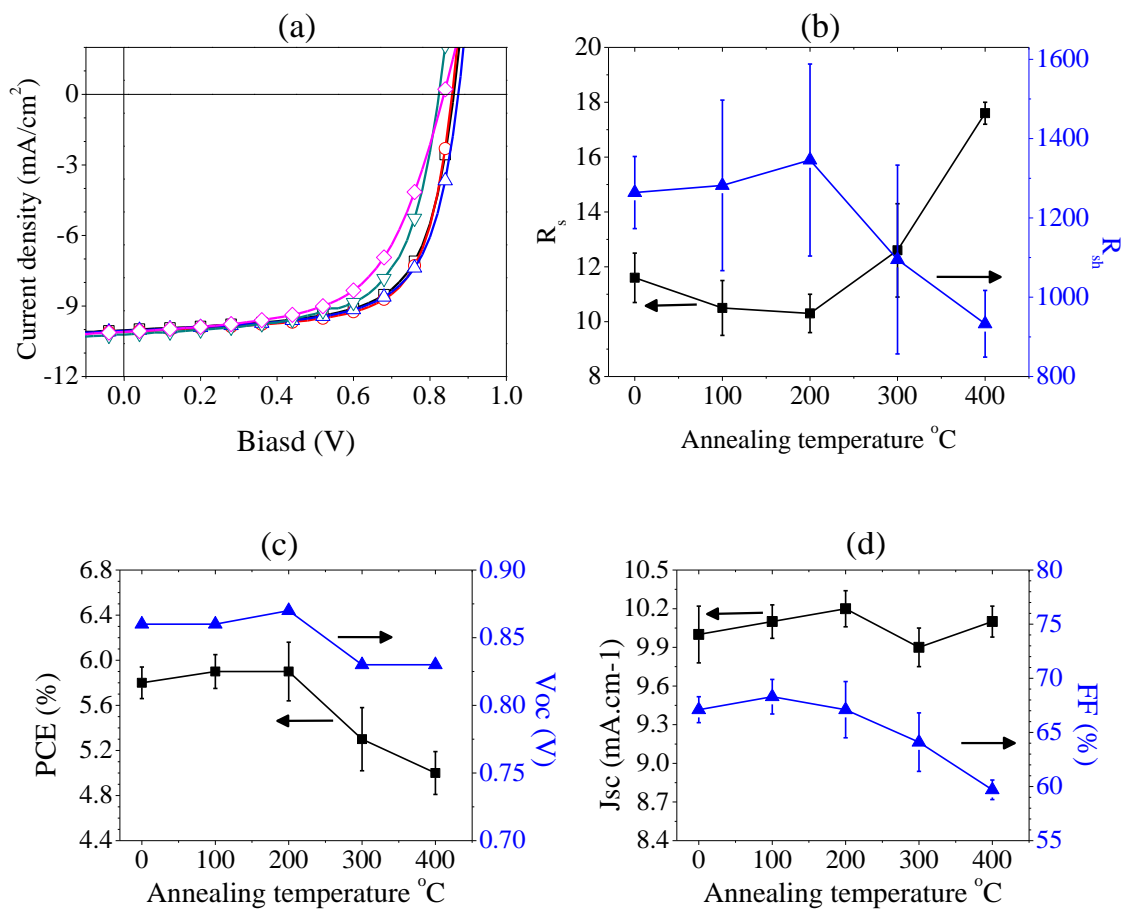 (a)
0
-3
-6
-9
-12
Current density (mA/cm²)
0.0 0.2 0.4 0.6 0.8 1.0
Biasd (V)
(b)
20
18
16
14
12
10
8
R_s
1600
1400
1200
1000
800
R_sh
0 100 200 300 400
Annealing temperature °C
(c)
6.8
6.4
6.0
5.6
5.2
4.8
4.4
PCE (%)
0.90
0.85
0.80
0.75
0.70
Voc (V)
0 100 200 300 400
Annealing temperature °C
(d)
10.5
10.2
9.9
9.6
9.3
9.0
8.7
8.4
Jsc (mA.cm-1)
80
75
70
65
60
55
FF (%)
0 100 200 300 400
Annealing temperature °C